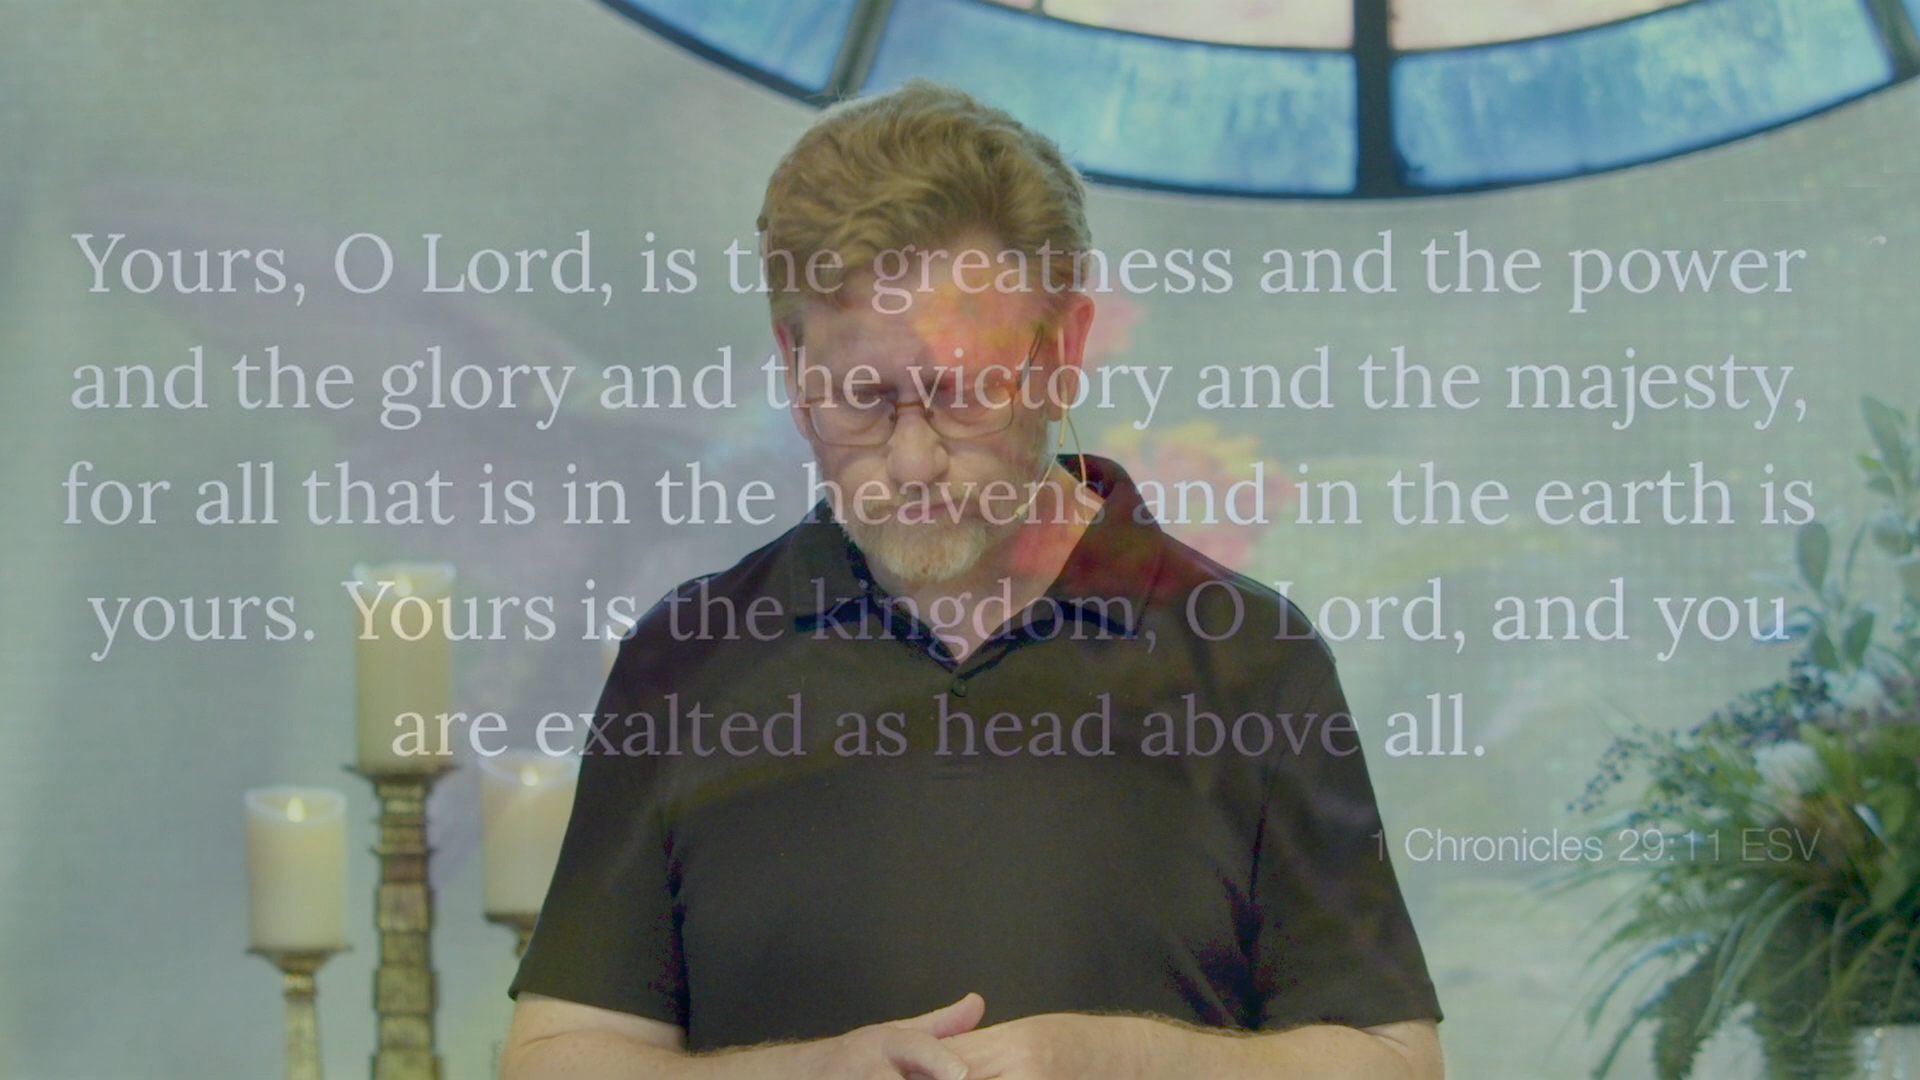 Yours, O Lord, is the greatness and the power
and the glory and the victory and the majesty,
for all that is in the heavens and in the earth is
yours. Yours is the kingdom, O Lord, and you
are exalted as head above all.
1 Chronicles 29:11 ESV